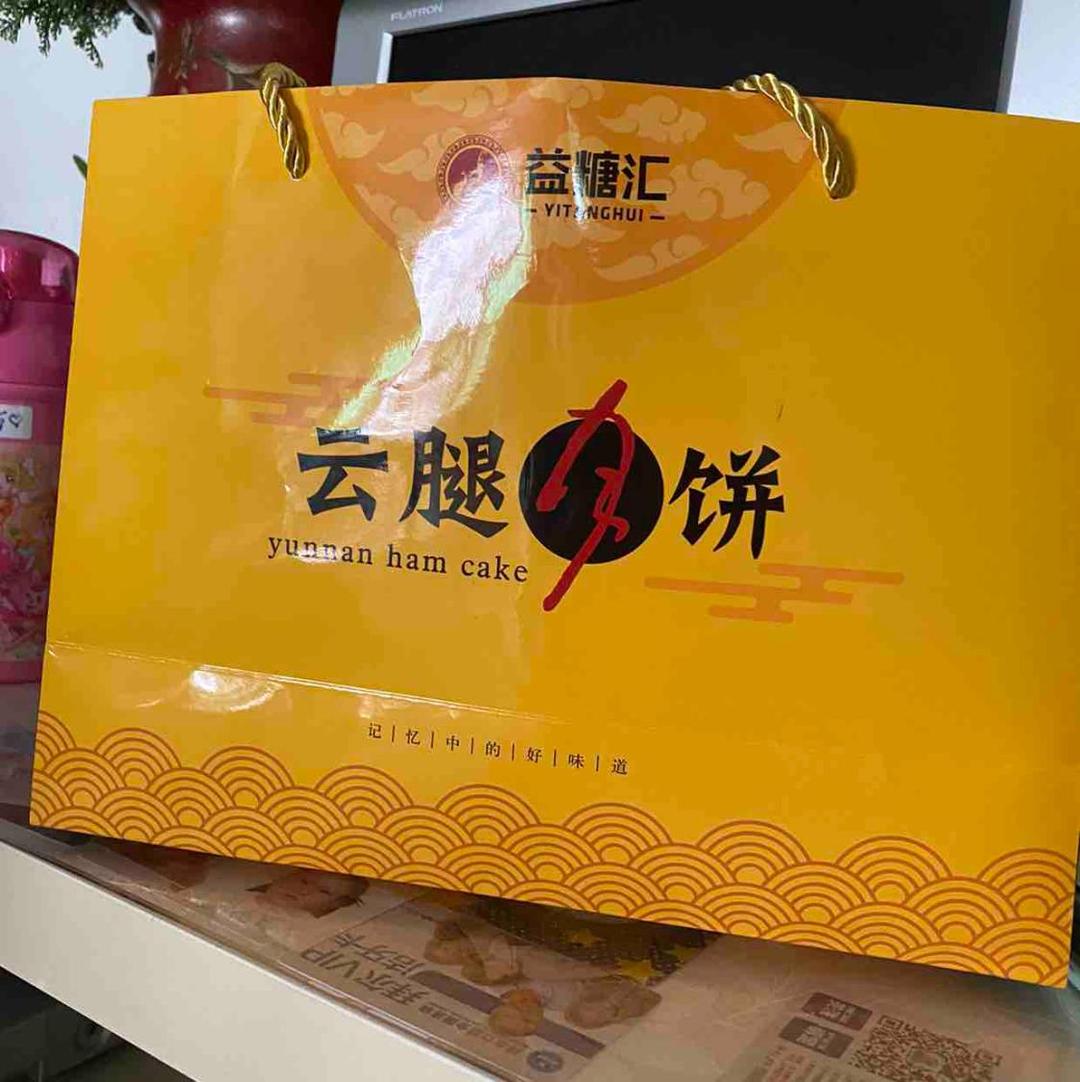 FLATRON
益糖汇
YITANGHUI
云腿月饼
yunnan ham cake
记|忆|中|的|好|味|道